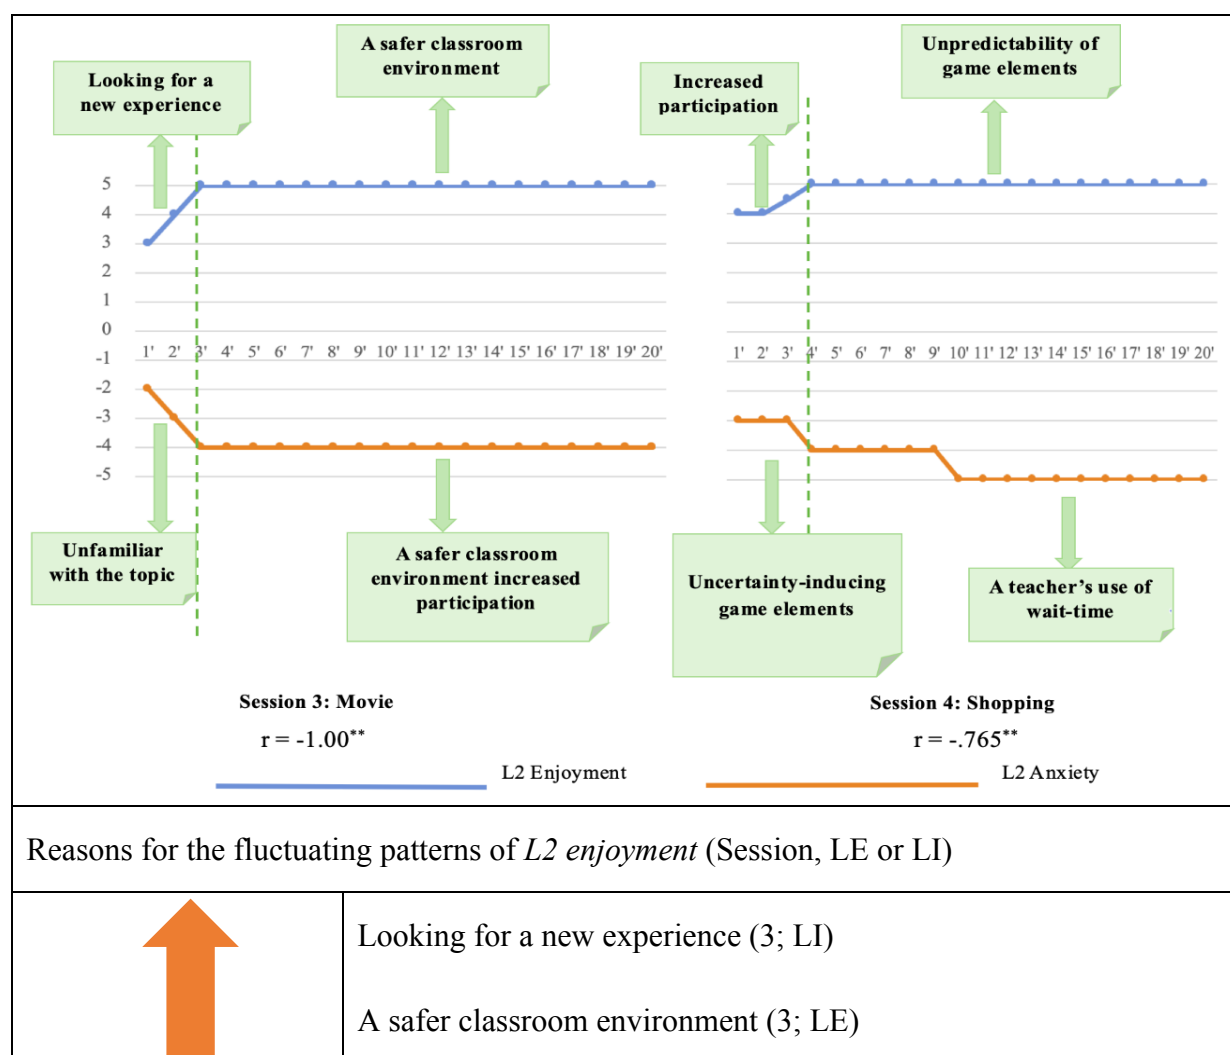 A safer classroom
environment
Unpredictability of
game elements
Looking for a
new experience
Increased
participation
5
4
3
2
1
0
-1
-2
-3
-4
-5
1' 2' 3' 4' 5' 6' 7' 8' 9' 10' 11' 12' 13' 14' 15' 16' 17' 18' 19' 20'
1' 2' 3' 4' 5' 6' 7' 8' 9' 10' 11' 12' 13' 14' 15' 16' 17' 18' 19' 20'
Unfamiliar
with the topic
A safer classroom
environment increased
participation
Uncertainty-inducing
game elements
A teacher’s use of
wait-time
Session 3: Movie
r = -1.00**
Session 4: Shopping
r = -.765**
L2 Enjoyment
L2 Anxiety
Reasons for the fluctuating patterns of L2 enjoyment (Session, LE or LI)
Looking for a new experience (3; LI)
A safer classroom environment (3; LE)